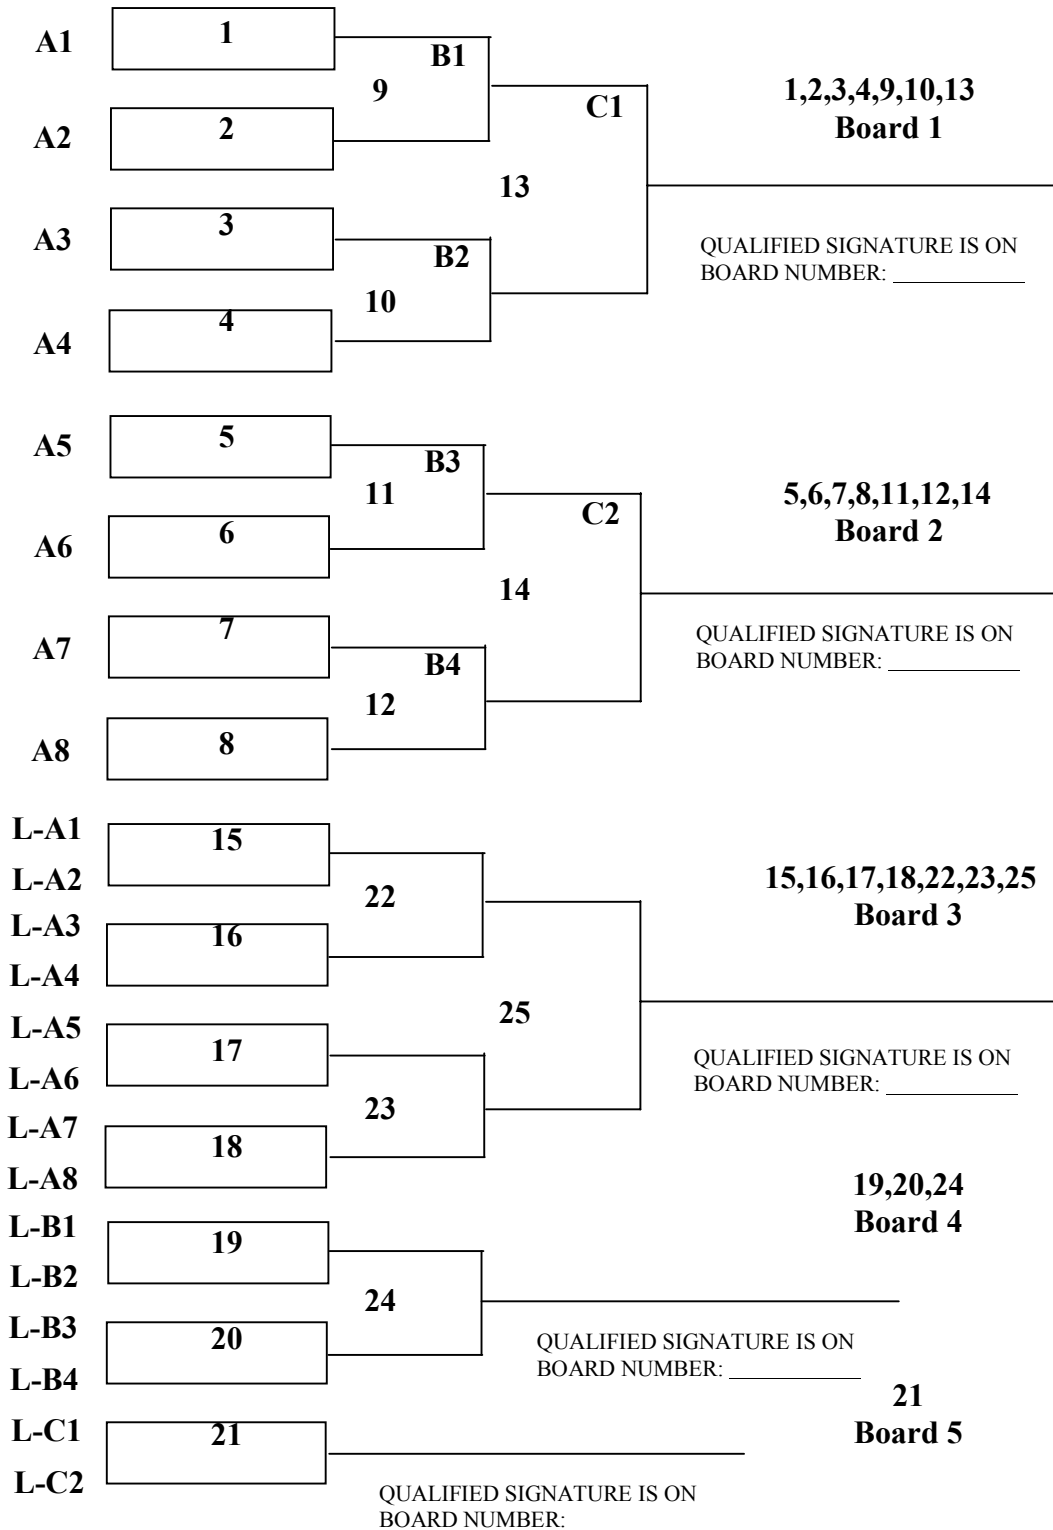 A1
1
B1
9
C1
1,2,3,4,9,10,13
Board 1
A2
2
13
A3
3
B2
QUALIFIED SIGNATURE IS ON
BOARD NUMBER: ___________
10
A4
4
A5
5
B3
11
C2
5,6,7,8,11,12,14
Board 2
A6
6
14
A7
7
B4
QUALIFIED SIGNATURE IS ON
BOARD NUMBER: ___________
12
A8
8
L-A1
15
L-A2
22
15,16,17,18,22,23,25
Board 3
L-A3
16
L-A4
25
L-A5
17
QUALIFIED SIGNATURE IS ON
BOARD NUMBER: ___________
L-A6
23
L-A7
18
L-A8
19,20,24
Board 4
L-B1
19
L-B2
24
L-B3
20
QUALIFIED SIGNATURE IS ON
BOARD NUMBER: ___________
L-B4
21
Board 5
L-C1
21
L-C2
QUALIFIED SIGNATURE IS ON
BOARD NUMBER: